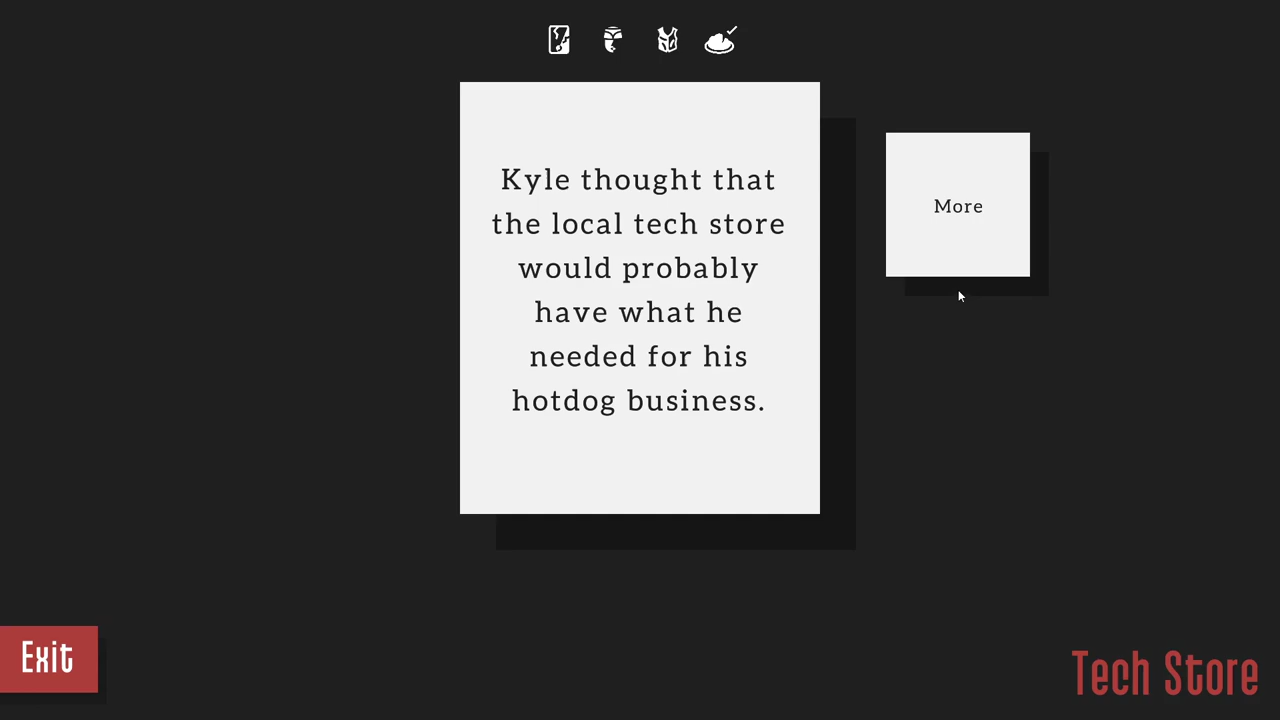 Kyle thought that
the local tech store
would probably
have what he
needed for his
hotdog business.
More
Exit
Tech Store